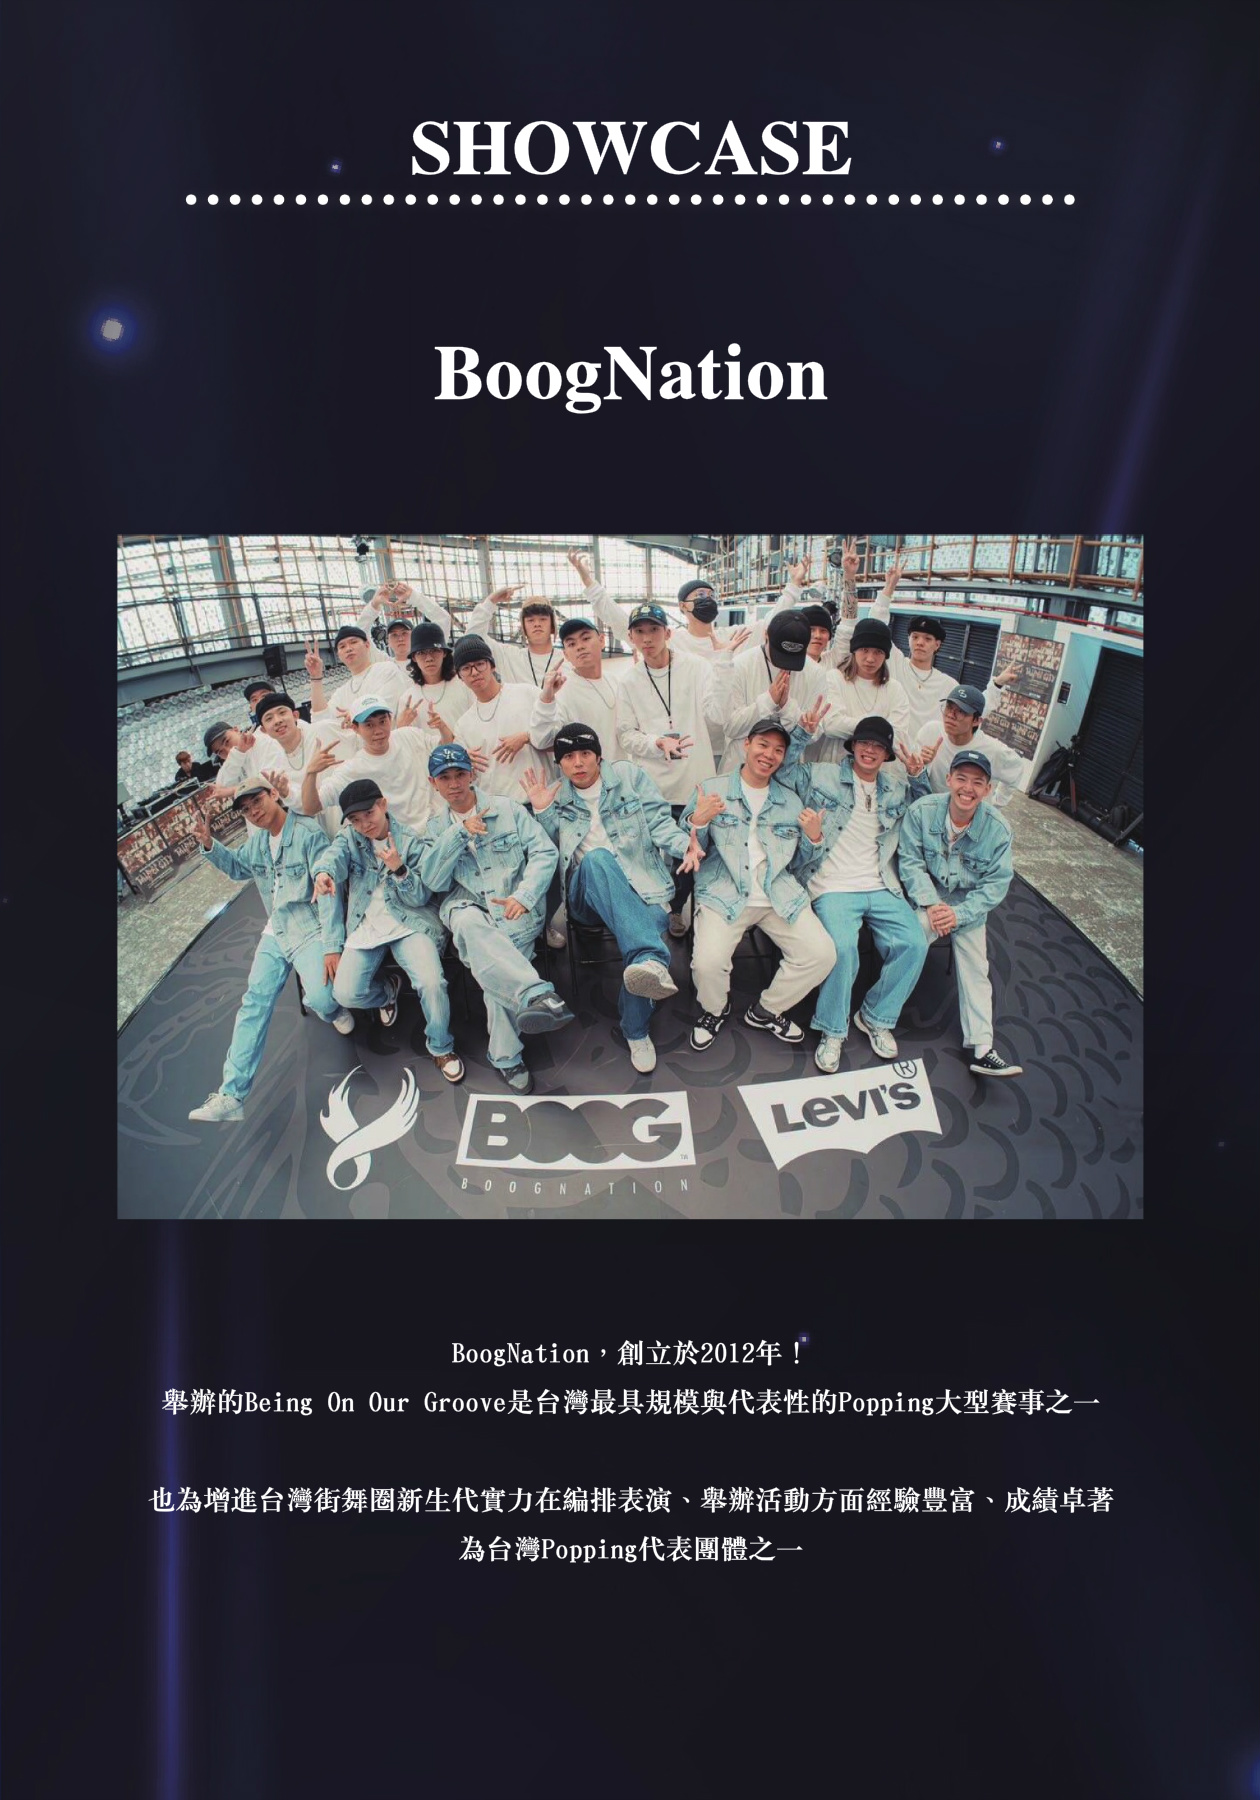 SHOWCASE
BoogNation
BOOG
TM
BOOGNATION
LEVI'S
®
BoogNation，創立於2012年！
舉辦的Being On Our Groove是台灣最具規模與代表性的Popping大型賽事之一
也為增進台灣街舞圈新生代實力在編排表演、舉辦活動方面經驗豐富、成績卓著
為台灣Popping代表團體之一